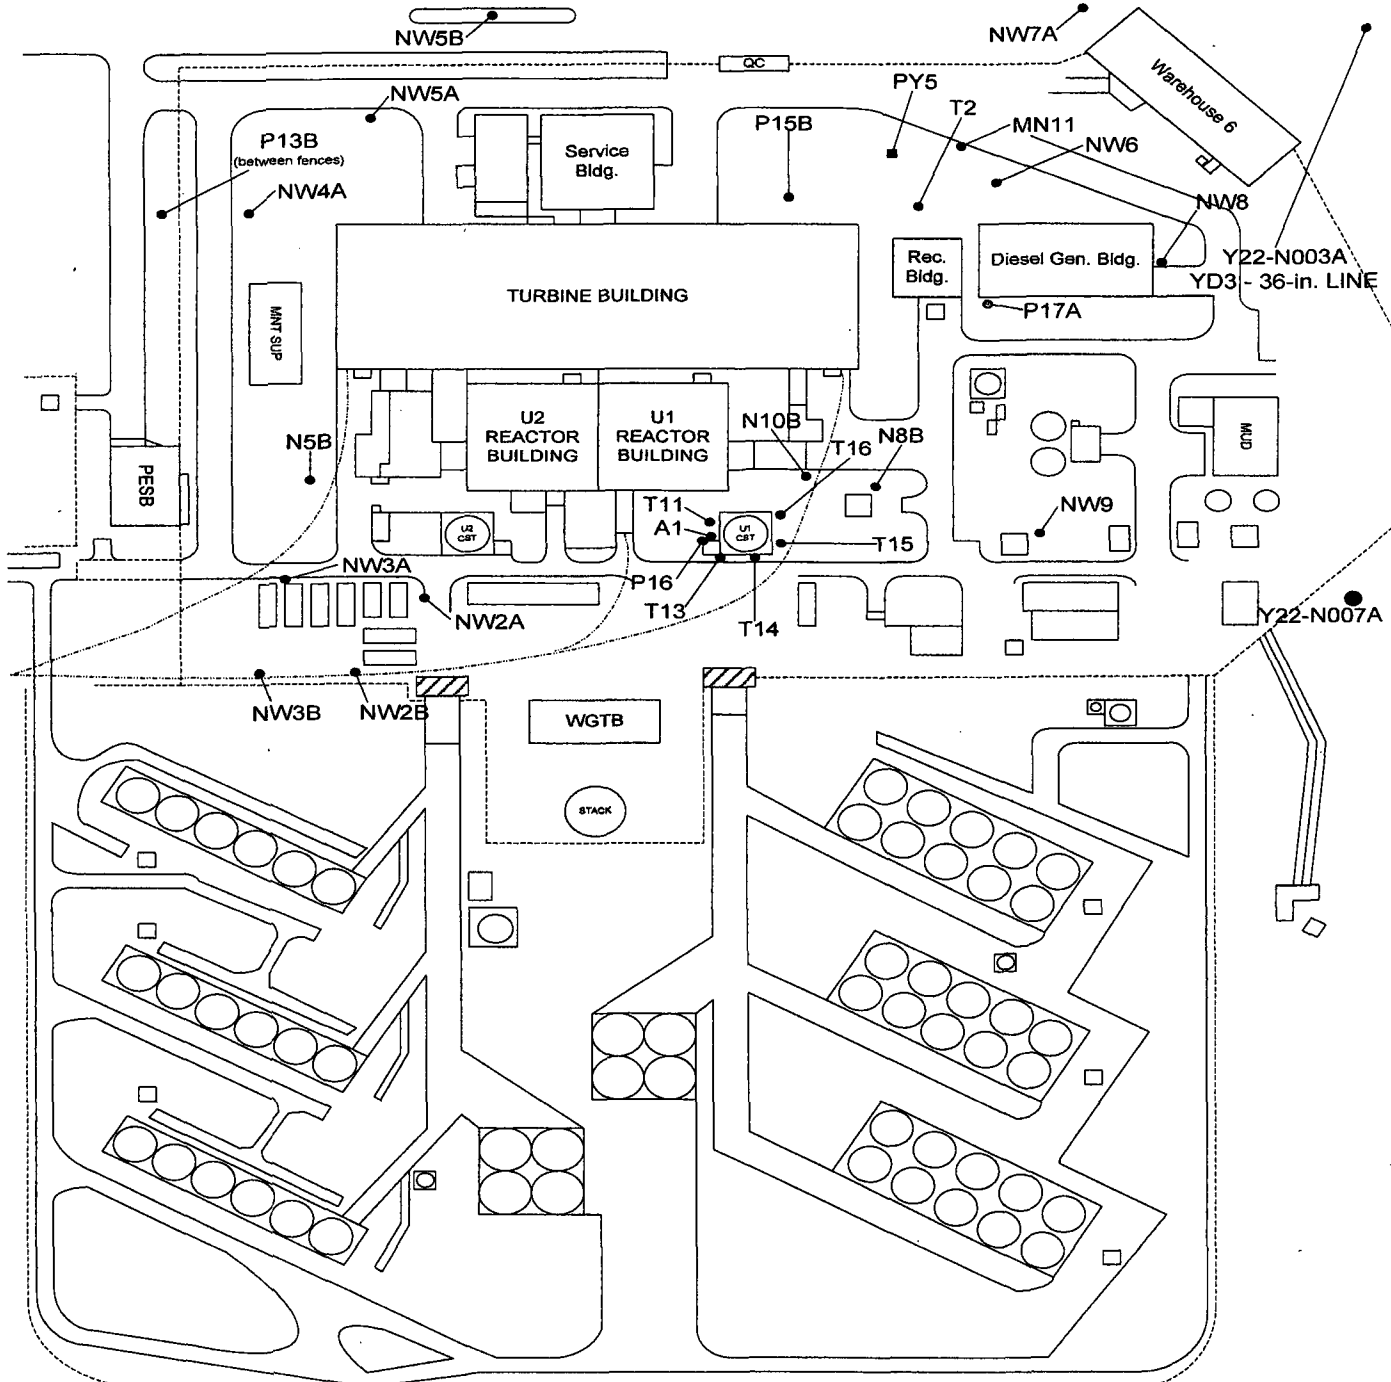 NW5B
QC
NW7A
Warehouse 6
NW5A
PY5
T2
P13B
(between fences)
Service
Bldg.
P15B
MN11
NW6
NW4A
NW8
Rec.
Bldg.
Diesel Gen. Bldg.
Y22-N003A
YD3 - 36-in. LINE
TURBINE BUILDING
P17A
MNT SUP
U2
REACTOR
BUILDING
U1
REACTOR
BUILDING
N10B
N8B
T16
N5B
MUD
PESB
T11
A1
U2
CST
U1
CST
NW9
T15
NW3A
P16
T13
T14
NW2A
Y22-N007A
NW3B
NW2B
WGTB
STACK